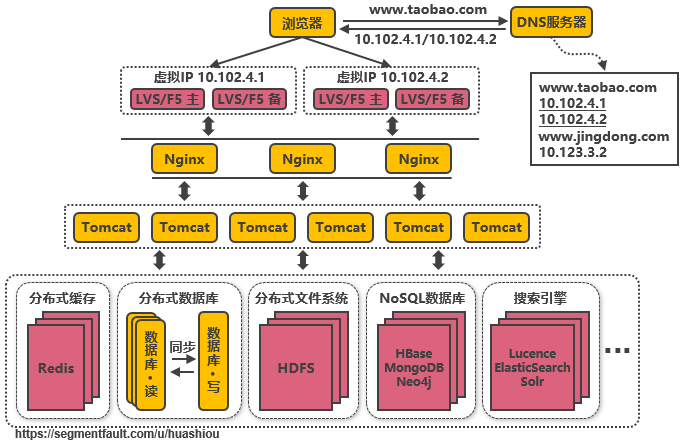 www.taobao.com
浏览器
DNS服务器
10.102.4.1/10.102.4.2
虚拟IP 10.102.4.1
LVS/F5 主
LVS/F5 备
虚拟IP 10.102.4.2
LVS/F5 主
LVS/F5 备
www.taobao.com
10.102.4.1
10.102.4.2
www.jingdong.com
10.123.3.2
Nginx
Nginx
Nginx
Tomcat
Tomcat
Tomcat
Tomcat
Tomcat
Tomcat
分布式缓存
Redis
分布式数据库
数据库·读
同步
数据库·写
分布式文件系统
HDFS
NoSQL数据库
HBase
MongoDB
Neo4j
搜索引擎
Lucence
ElasticSearch
Solr
...
https://segmentfault.com/u/huashiou